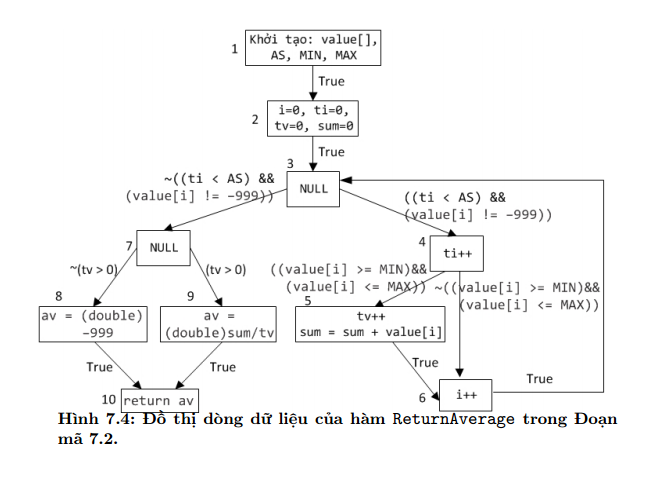 1
Khởi tạo: value[],
AS, MIN, MAX
True
2
i=0, ti=0,
tv=0, sum=0
True
3
NULL
~((ti < AS) &&
(value[i] != -999))
((ti < AS) &&
(value[i] != -999))
7
NULL
4
ti++
~(tv > 0)
(tv > 0)
((value[i] >= MIN)&&
(value[i] <= MAX))
~((value[i] >= MIN)&&
(value[i] <= MAX))
8
av = (double)
-999
9
av =
(double)sum/tv
5
tv++
sum = sum + value[i]
True
True
True
True
10
return av
6
i++
Hình 7.4: Đồ thị dòng dữ liệu của hàm ReturnAverage trong Đoạn
mã 7.2.